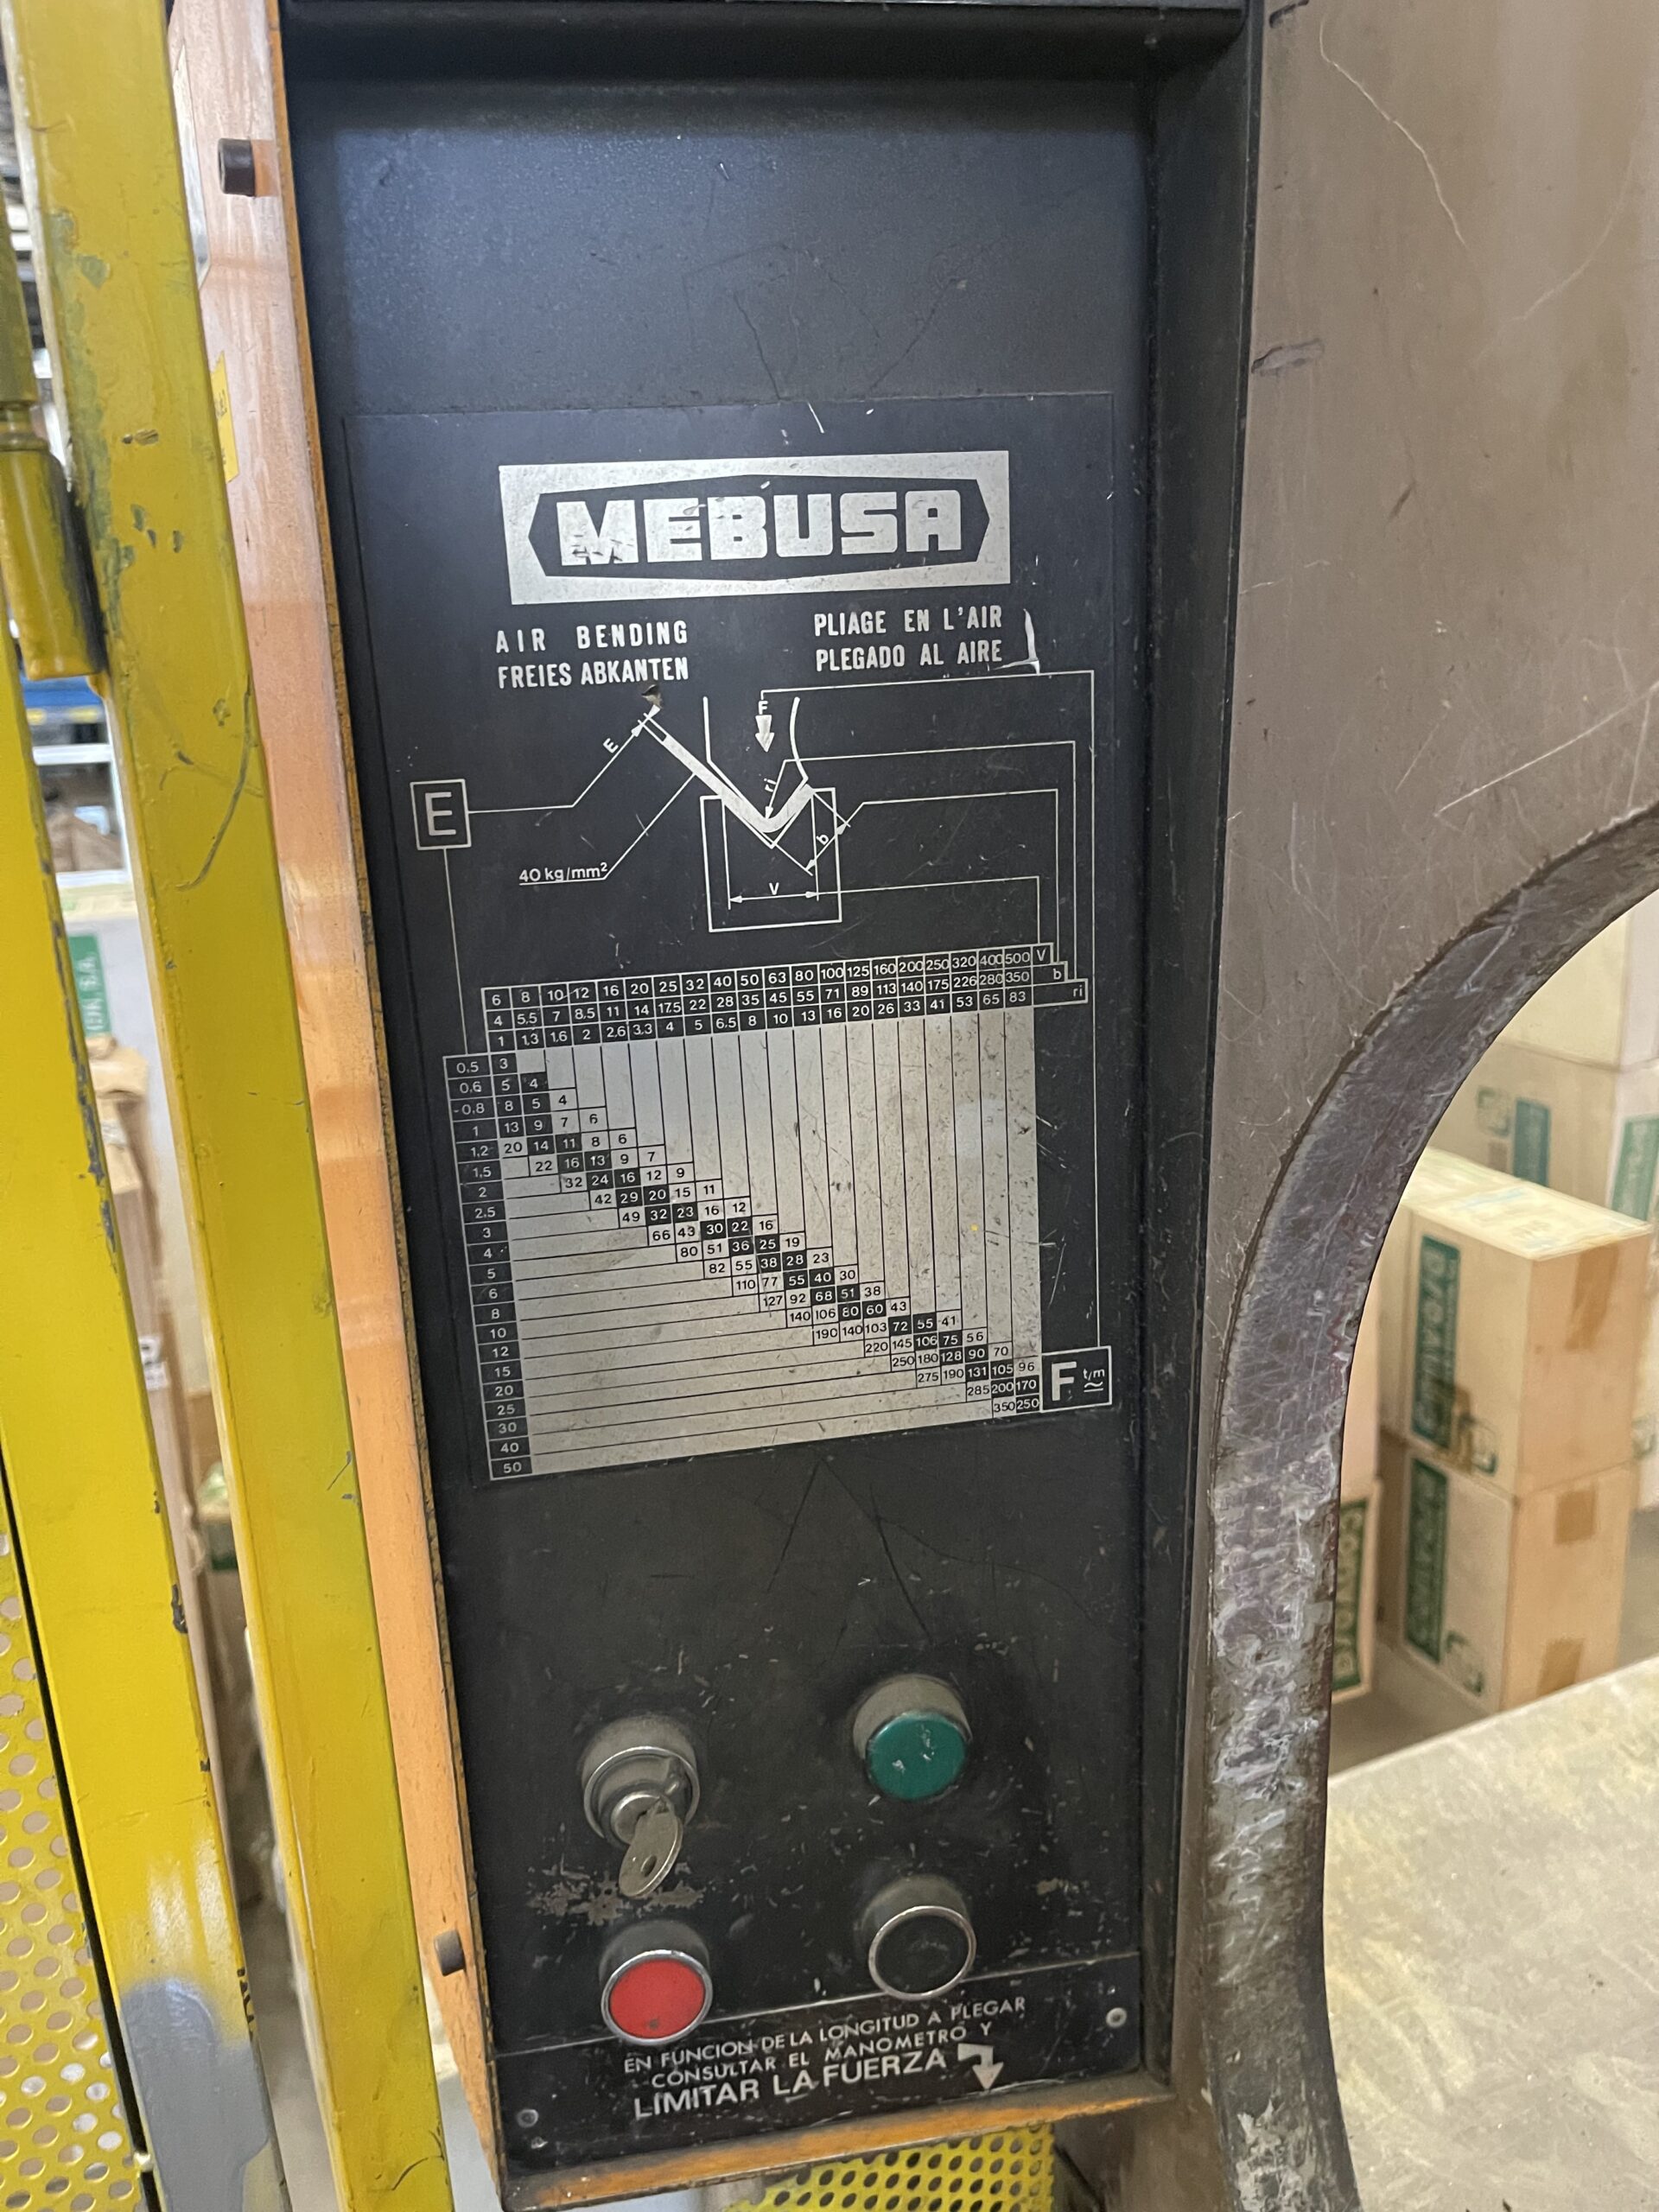 MEBUSA
AIR BENDING
FREIES ABKANTEN
PLIAGE EN L'AIR
PLEGADO AL AIRE
F
E
ri
E
b
40 kg/mm²
V
6 8 10 12 16 20 25 32 40 50 63 80 100 125 160 200 250 320 400 500 V
4 5.5 7 8.5 11 14 17.5 22 28 35 45 55 71 89 113 140 175 226 280 350 b
1 1.3 1.6 2 2.6 3.3 4 5 6.5 8 10 13 16 20 26 33 41 53 65 83 ri
0.5 3
0.6 5 4
0.8 8 5 4
1 13 9 7 6
1.2 20 14 11 8 6
1.5 22 16 13 9 7
2 32 24 16 12 9
2.5 42 29 20 15 11
3 49 32 23 16 12
4 66 43 30 22 16
5 80 51 36 25 19
6 82 55 38 28 23
8 110 77 55 40 30
10 127 92 68 51 38
12 140 106 80 60 43
15 190 140 103 72 55 41
20 220 145 106 75 56
25 250 180 128 90 70
30 275 190 131 105 96
40 285 200 170
50 350 250
F t/m
EN FUNCION DE LA LONGITUD A PLEGAR
CONSULTAR EL MANOMETRO Y
LIMITAR LA FUERZA